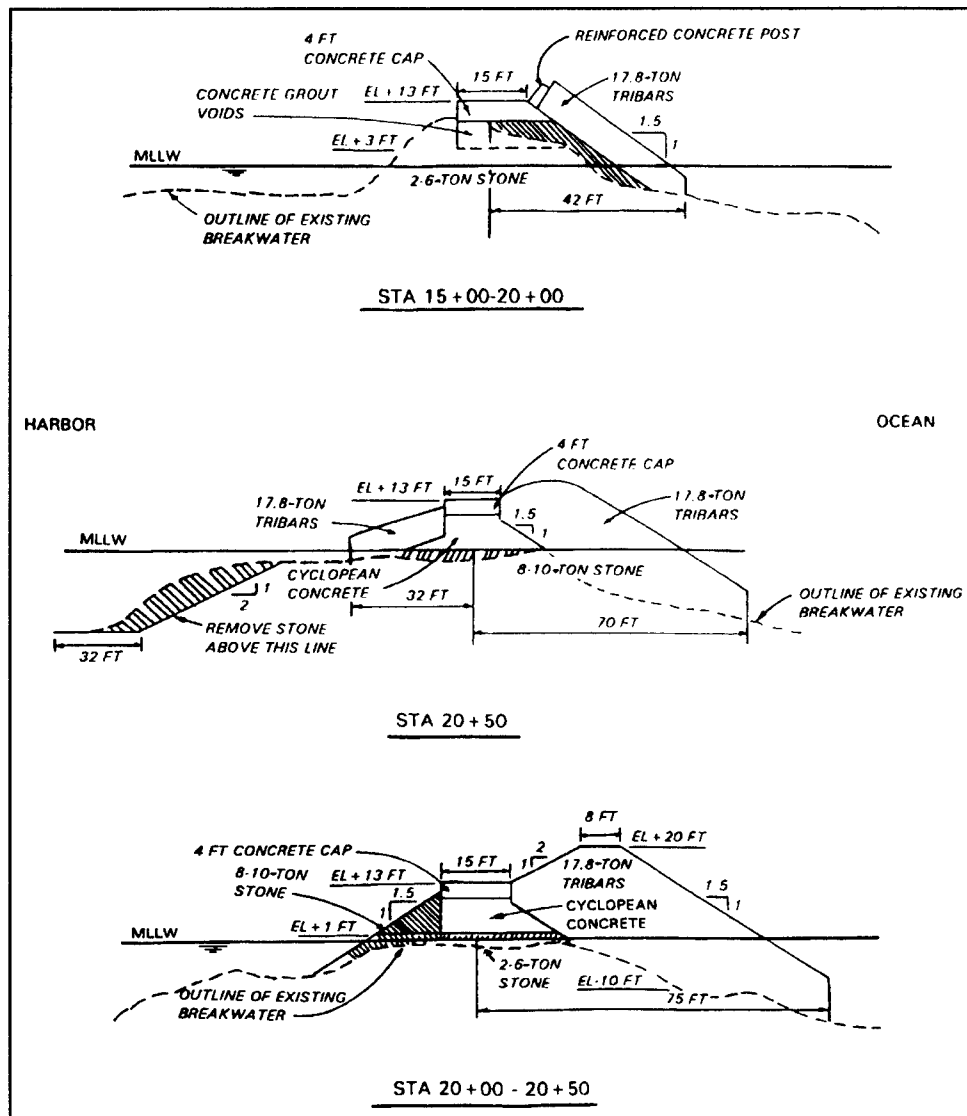 4 FT
CONCRETE CAP
REINFORCED CONCRETE POST
15 FT
17.8-TON
TRIBARS
CONCRETE GROUT
VOIDS
EL + 13 FT
1.5
1
EL + 3 FT
MLLW
2-6-TON STONE
42 FT
OUTLINE OF EXISTING
BREAKWATER
STA 15 + 00-20 + 00
HARBOR
OCEAN
4 FT
CONCRETE CAP
15 FT
EL + 13 FT
17.8-TON
TRIBARS
17.8-TON
TRIBARS
1.5
1
MLLW
8-10-TON STONE
CYCLOPEAN
CONCRETE
32 FT
1
2
OUTLINE OF EXISTING
BREAKWATER
REMOVE STONE
ABOVE THIS LINE
70 FT
32 FT
STA 20 + 50
8 FT
EL + 20 FT
4 FT CONCRETE CAP
15 FT
2
1
8-10-TON
STONE
EL + 13 FT
17.8-TON
TRIBARS
1.5
1
1.5
1
CYCLOPEAN
CONCRETE
EL + 1 FT
MLLW
2-6-TON
STONE
EL-10 FT
75 FT
OUTLINE OF EXISTING
BREAKWATER
STA 20 + 00 - 20 + 50